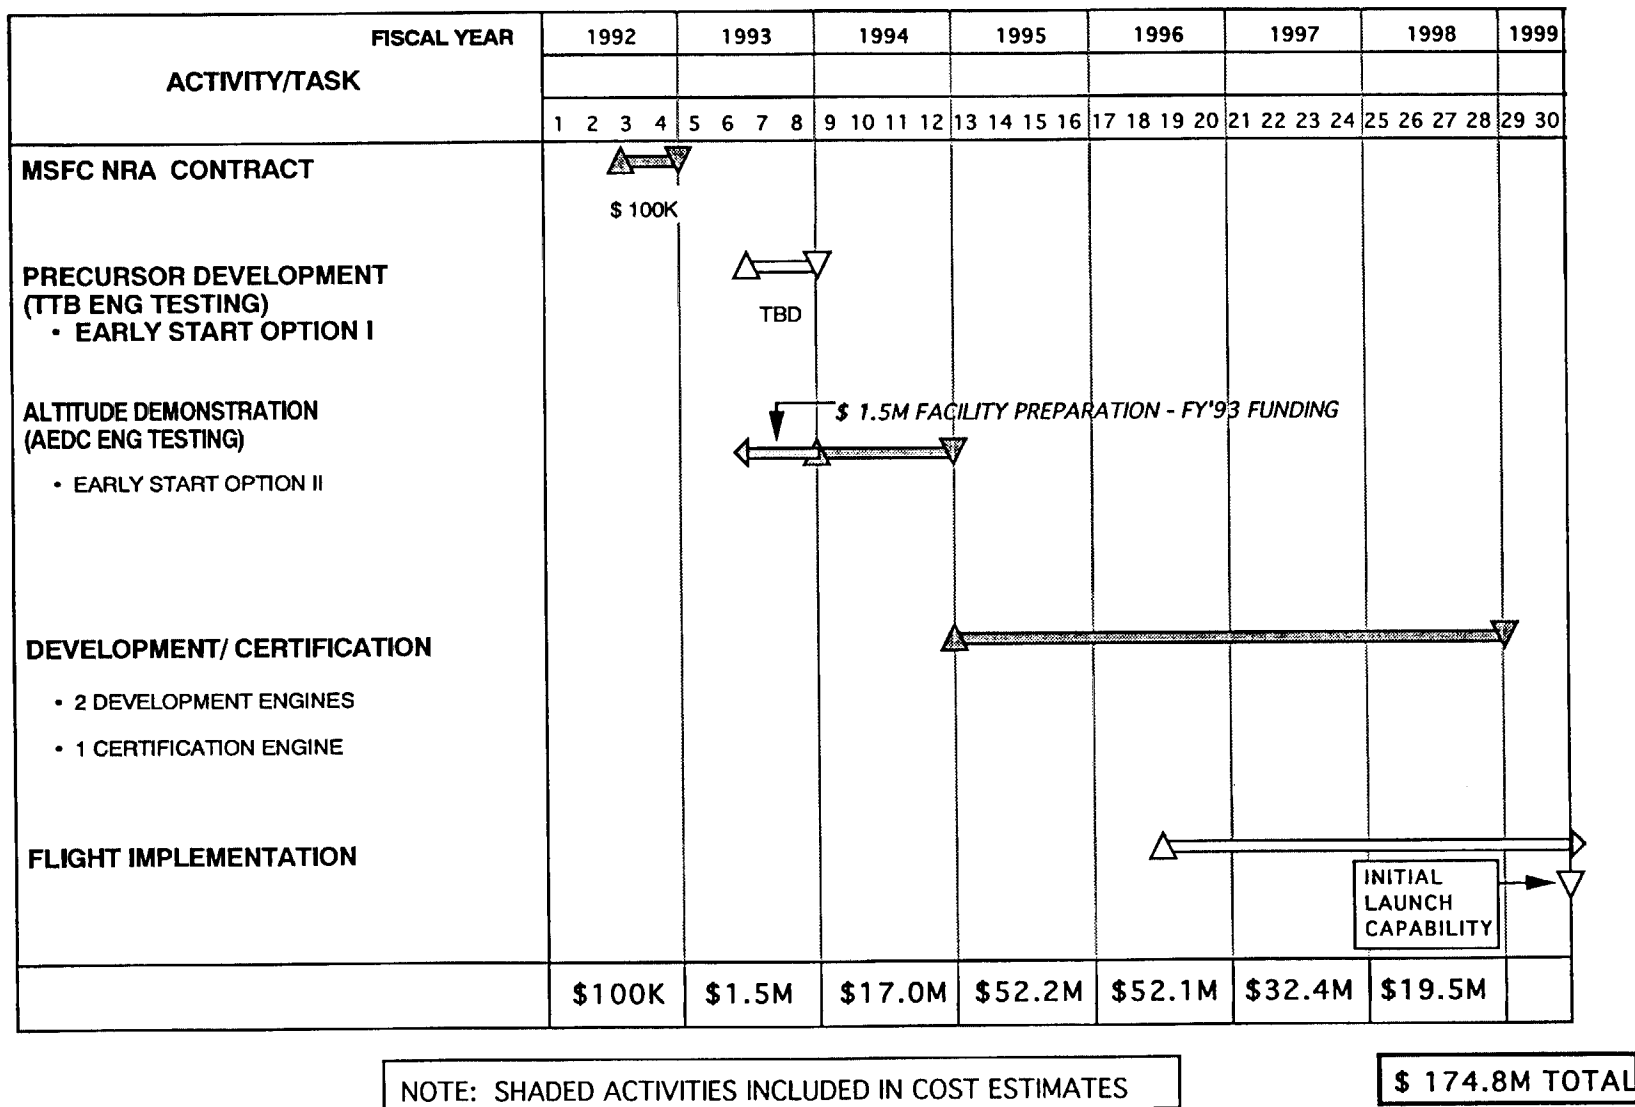 FISCAL YEAR 1992 1993 1994 1995 1996 1997 1998 1999
ACTIVITY/TASK
1 2 3 4 5 6 7 8 9 10 11 12 13 14 15 16 17 18 19 20 21 22 23 24 25 26 27 28 29 30
MSFC NRA CONTRACT
$ 100K
PRECURSOR DEVELOPMENT
(TTB ENG TESTING)
• EARLY START OPTION I
TBD
ALTITUDE DEMONSTRATION
(AEDC ENG TESTING)
• EARLY START OPTION II
$ 1.5M FACILITY PREPARATION - FY'93 FUNDING
DEVELOPMENT/ CERTIFICATION
• 2 DEVELOPMENT ENGINES
• 1 CERTIFICATION ENGINE
FLIGHT IMPLEMENTATION
INITIAL
LAUNCH
CAPABILITY
$100K $1.5M $17.0M $52.2M $52.1M $32.4M $19.5M
NOTE: SHADED ACTIVITIES INCLUDED IN COST ESTIMATES
$ 174.8M TOTAL